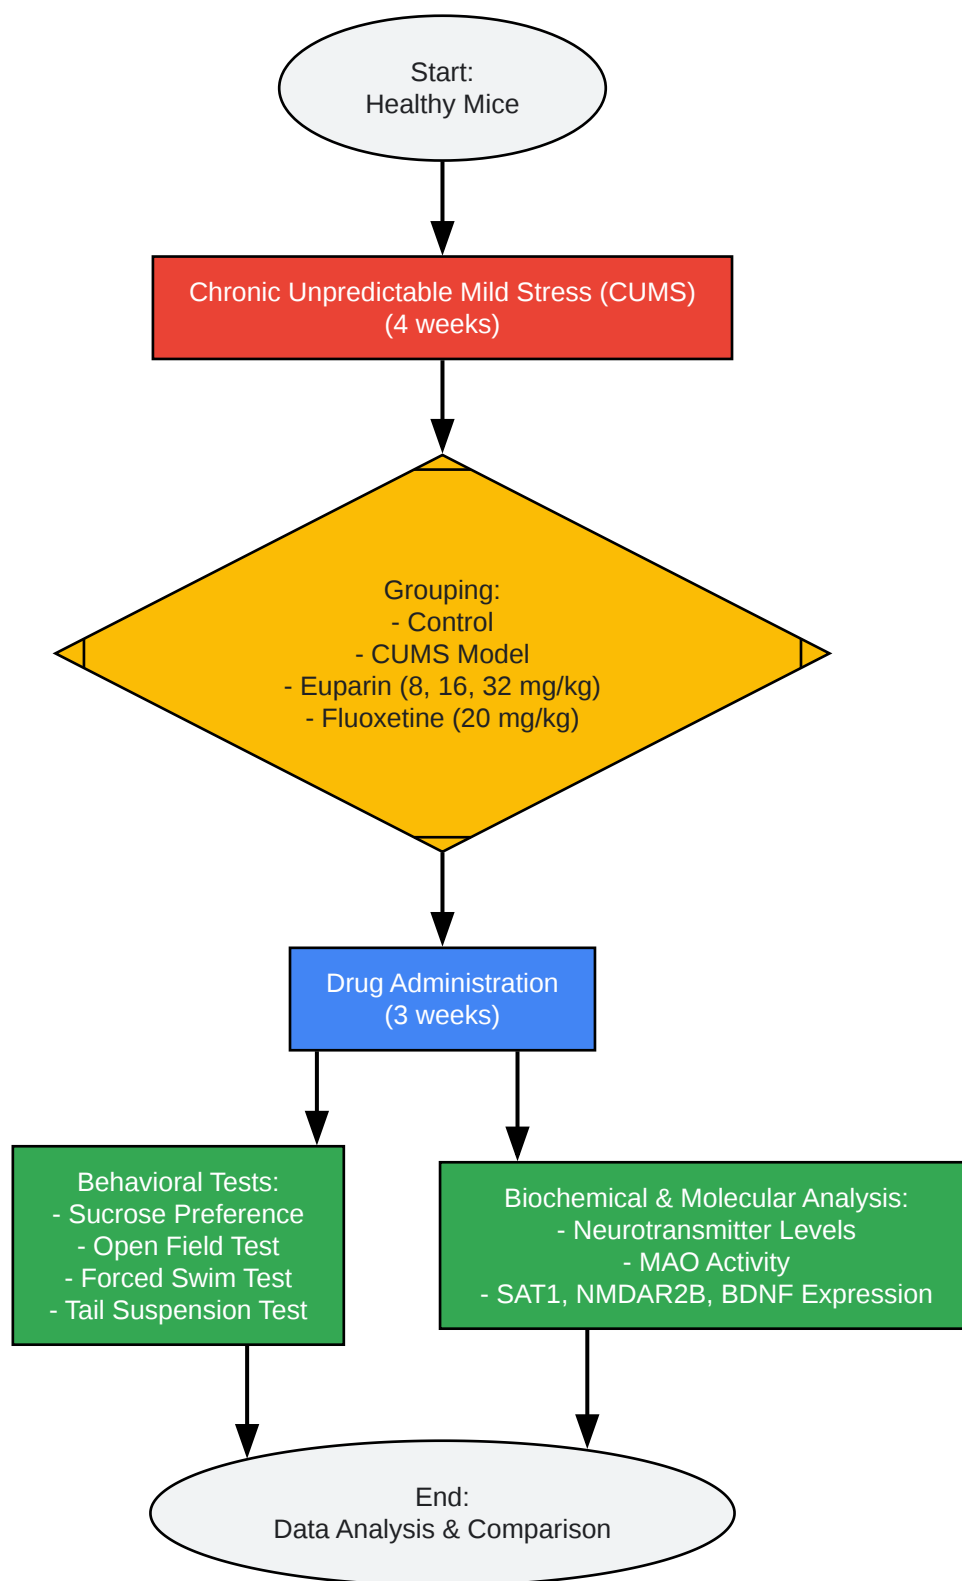 Start:
Healthy Mice
Chronic Unpredictable Mild Stress (CUMS)
(4 weeks)
Grouping:
- Control
- CUMS Model
- Euparin (8, 16, 32 mg/kg)
- Fluoxetine (20 mg/kg)
Drug Administration
(3 weeks)
Behavioral Tests:
- Sucrose Preference
- Open Field Test
- Forced Swim Test
- Tail Suspension Test
Biochemical & Molecular Analysis:
- Neurotransmitter Levels
- MAO Activity
- SAT1, NMDAR2B, BDNF Expression
End:
Data Analysis & Comparison